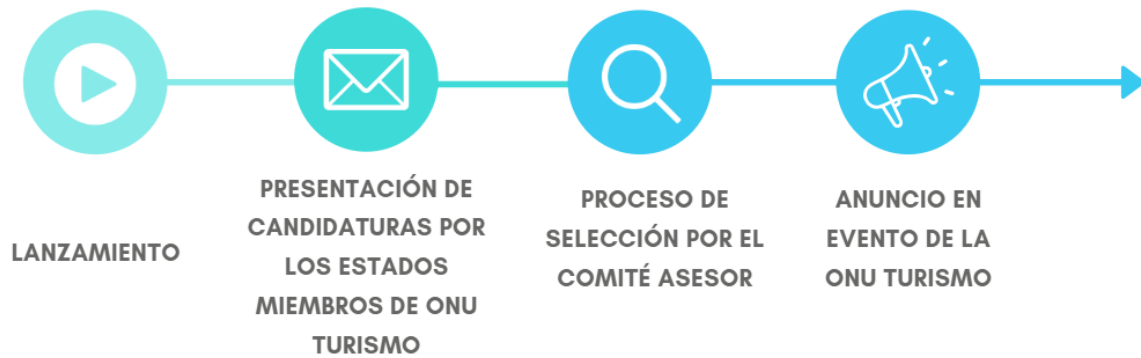 LANZAMIENTO
PRESENTACIÓN DE
CANDIDATURAS POR
LOS ESTADOS
MIEMBROS DE ONU
TURISMO
PROCESO DE
SELECCIÓN POR EL
COMITÉ ASESOR
ANUNCIO EN
EVENTO DE LA
ONU TURISMO